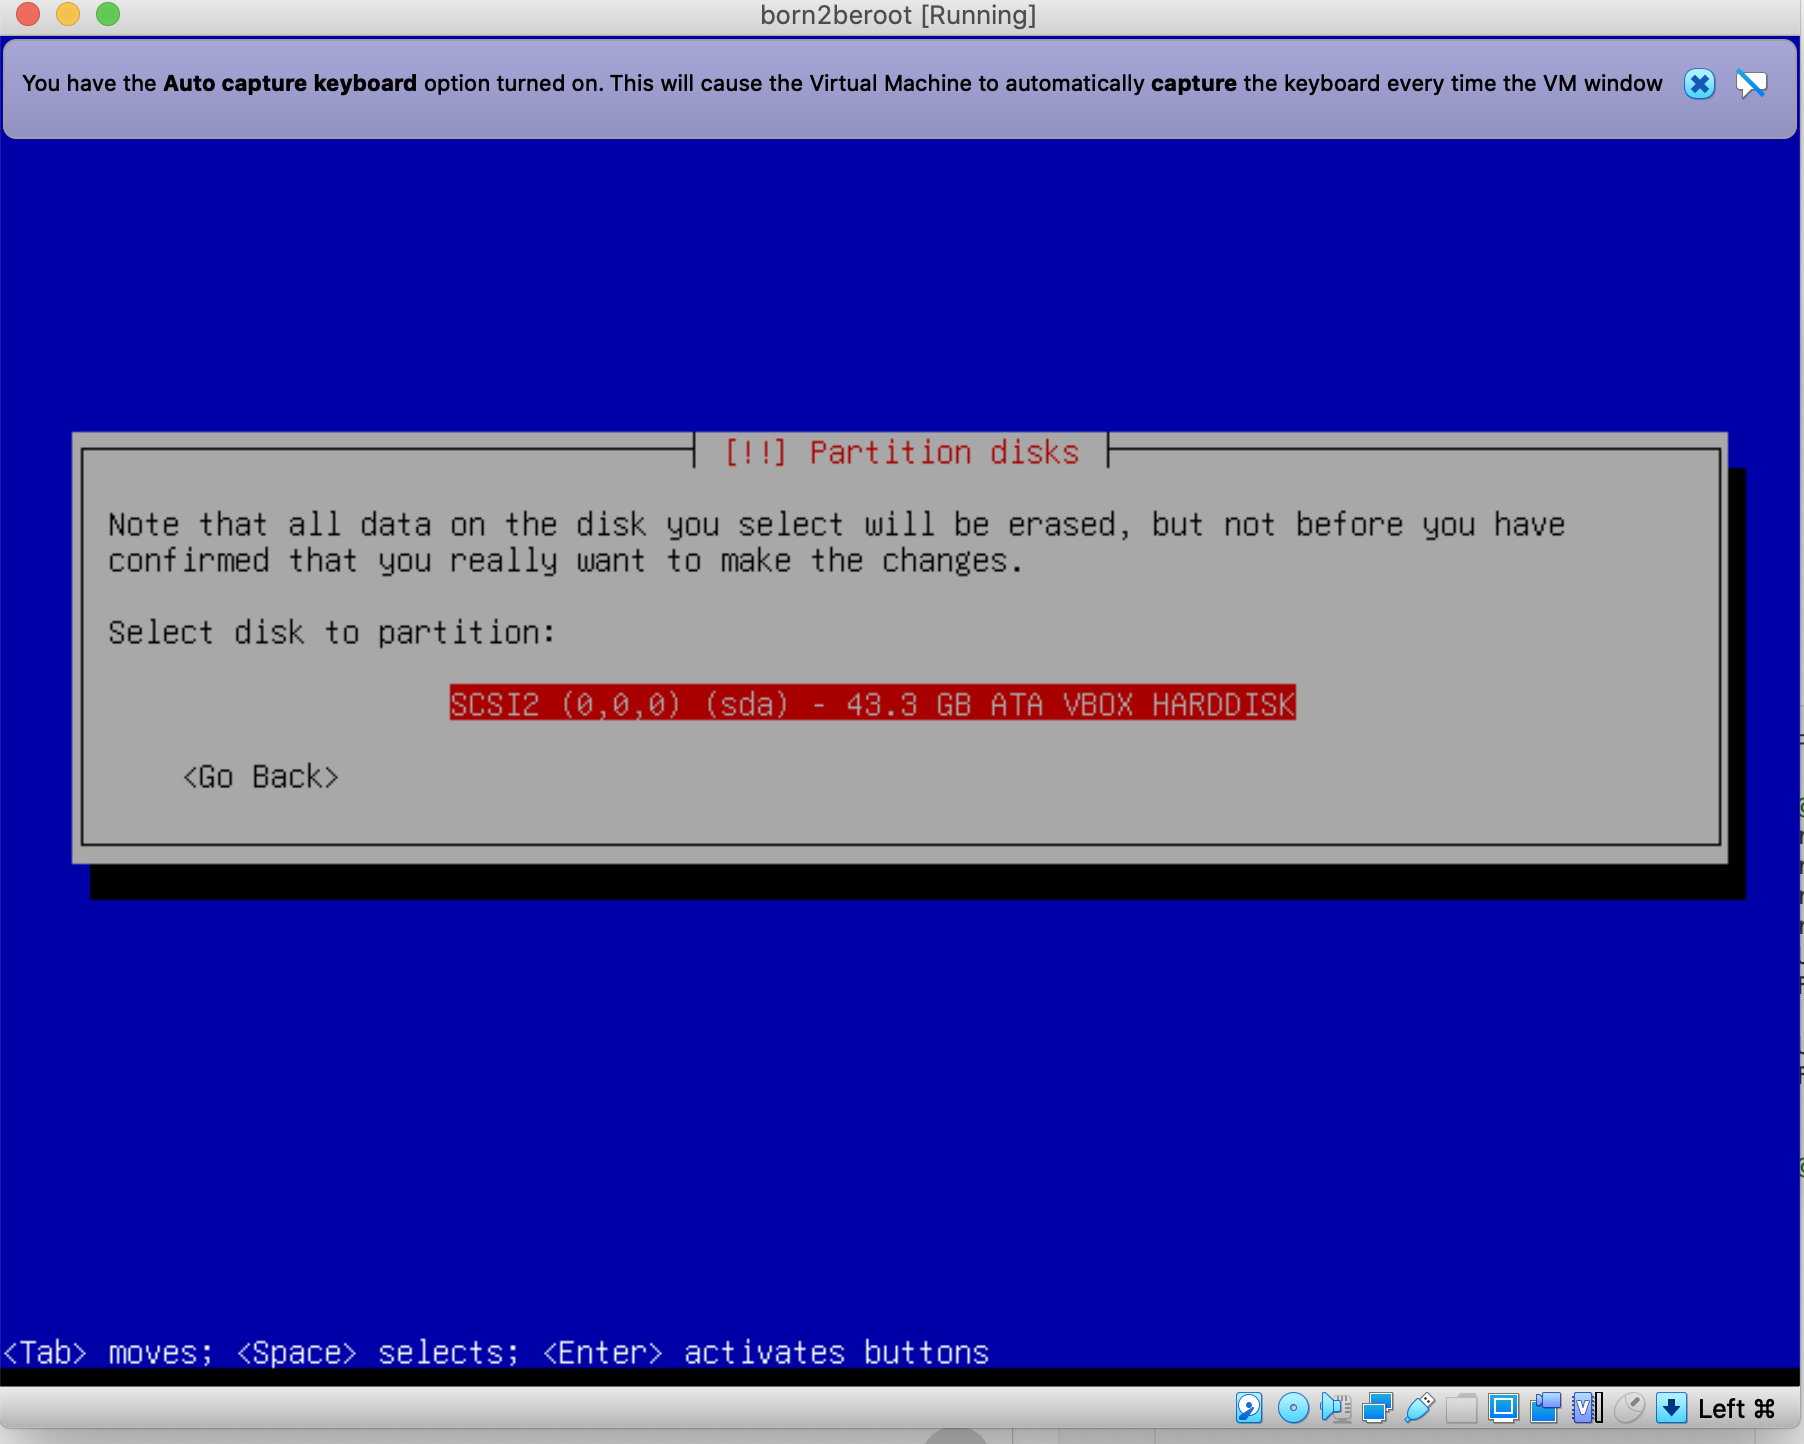 born2beroot [Running]
You have the Auto capture keyboard option turned on. This will cause the Virtual Machine to automatically capture the keyboard every time the VM window
[!!] Partition disks
Note that all data on the disk you select will be erased, but not before you have
confirmed that you really want to make the changes.
Select disk to partition:
SCSI2 (0,0,0) (sda) - 43.3 GB ATA VBOX HARDDISK
<Go Back>
<Tab> moves; <Space> selects; <Enter> activates buttons
Left ⌘